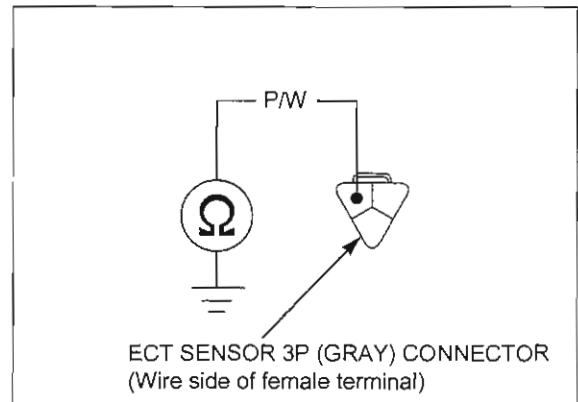 P/W
Ω
ECT SENSOR 3P (GRAY) CONNECTOR
(Wire side of female terminal)